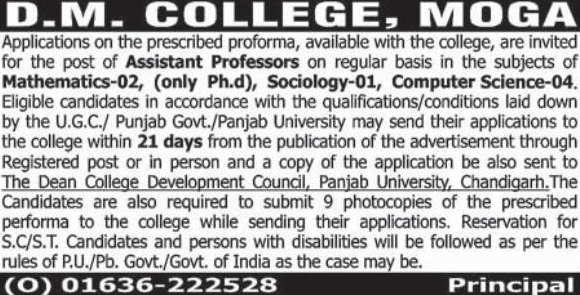 D.M. COLLEGE, MOGA
Applications on the prescribed proforma, available with the college, are invited
for the post of Assistant Professors on regular basis in the subjects of
Mathematics-02, (only Ph.d), Sociology-01, Computer Science-04.
Eligible candidates in accordance with the qualifications/conditions laid down
by the U.G.C./ Punjab Govt./Panjab University may send their applications to
the college within 21 days from the publication of the advertisement through
Registered post or in person and a copy of the application be also sent to
The Dean College Development Council, Panjab University, Chandigarh.The
Candidates are also required to submit 9 photocopies of the prescribed
performa to the college while sending their applications. Reservation for
S.C/S.T. Candidates and persons with disabilities will be followed as per the
rules of P.U./Pb. Govt./Govt. of India as the case may be.
(O) 01636-222528 Principal